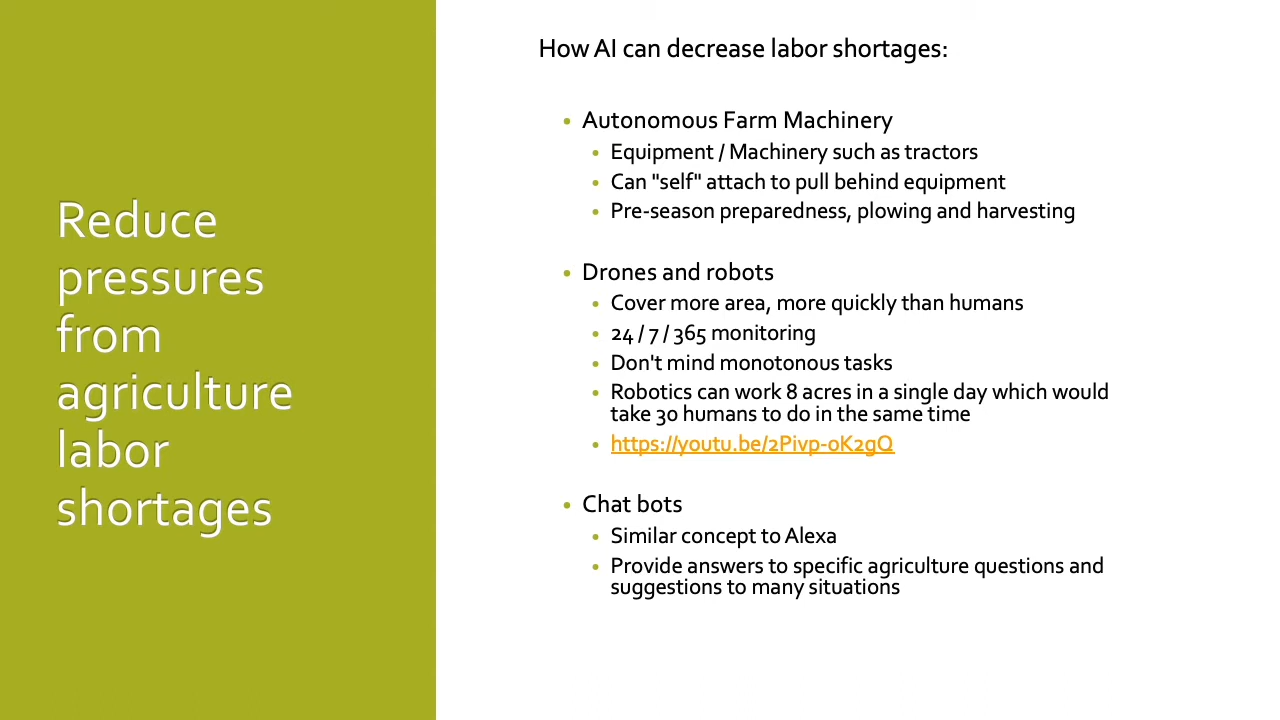 Reduce
pressures
from
agriculture
labor
shortages
How AI can decrease labor shortages:
• Autonomous Farm Machinery
• Equipment / Machinery such as tractors
• Can "self" attach to pull behind equipment
• Pre-season preparedness, plowing and harvesting
• Drones and robots
• Cover more area, more quickly than humans
• 24 / 7 / 365 monitoring
• Don't mind monotonous tasks
• Robotics can work 8 acres in a single day which would
take 30 humans to do in the same time
• https://youtu.be/2Pivp-oK2gQ
• Chat bots
• Similar concept to Alexa
• Provide answers to specific agriculture questions and
suggestions to many situations